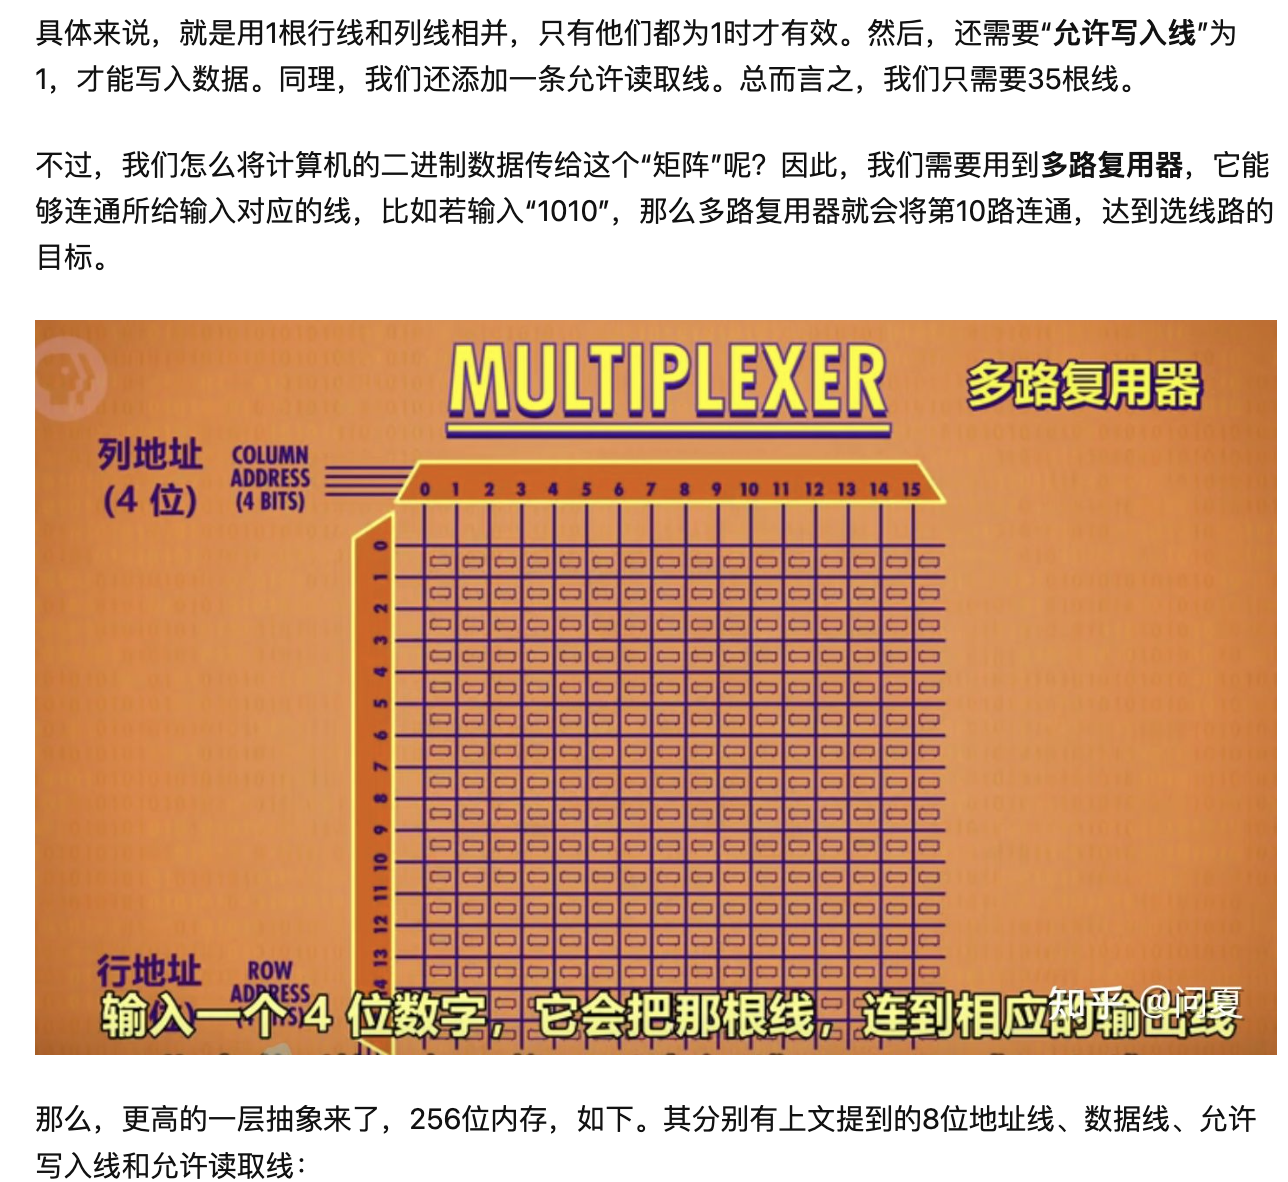 具体来说，就是用1根行线和列线相并，只有他们都为1时才有效。然后，还需要“允许写入线”为
1，才能写入数据。同理，我们还添加一条允许读取线。总而言之，我们只需要35根线。
不过，我们怎么将计算机的二进制数据传给这个“矩阵”呢？因此，我们需要用到多路复用器，它能
够连通所给输入对应的线，比如若输入“1010”，那么多路复用器就会将第10路连通，达到选线路的
目标。
MULTIPLEXER
多路复用器
列地址
(4 位)
COLUMN
ADDRESS
(4 BITS)
0 1 2 3 4 5 6 7 8 9 10 11 12 13 14 15
0
1
2
3
4
5
6
7
8
9
10
11
12
13
行地址
ROW
ADDRESS
知乎 @问夏
输入一个 4 位数字，它会把那根线，连到相应的输出线
那么，更高的一层抽象来了，256位内存，如下。其分别有上文提到的8位地址线、数据线、允许
写入线和允许读取线：